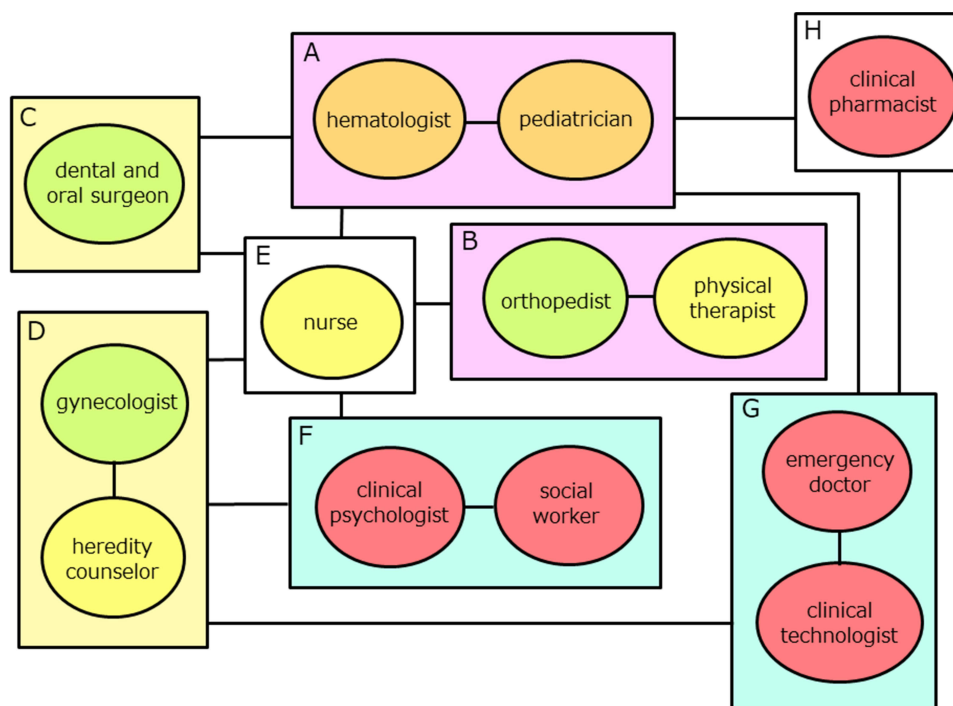 A
hematologist
pediatrician
H
clinical
pharmacist
C
dental and
oral surgeon
E
nurse
B
orthopedist
physical
therapist
D
gynecologist
heredity
counselor
F
clinical
psychologist
social
worker
G
emergency
doctor
clinical
technologist